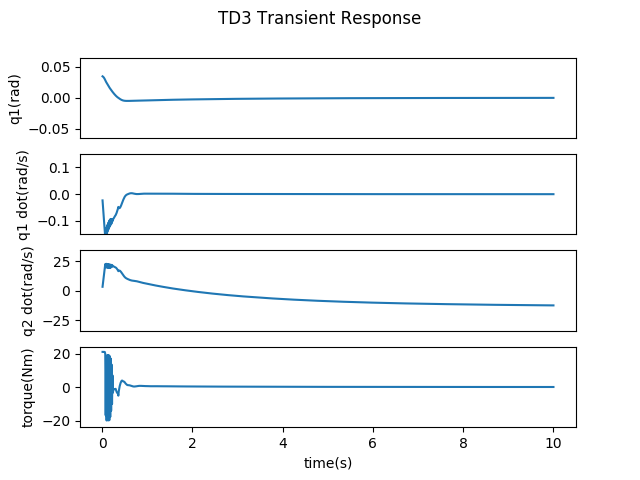 TD3 Transient Response
0.05
0.00
−0.05
q1(rad)
0.1
0.0
−0.1
q1 dot(rad/s)
25
0
−25
q2 dot(rad/s)
20
0
−20
torque(Nm)
0 2 4 6 8 10
time(s)